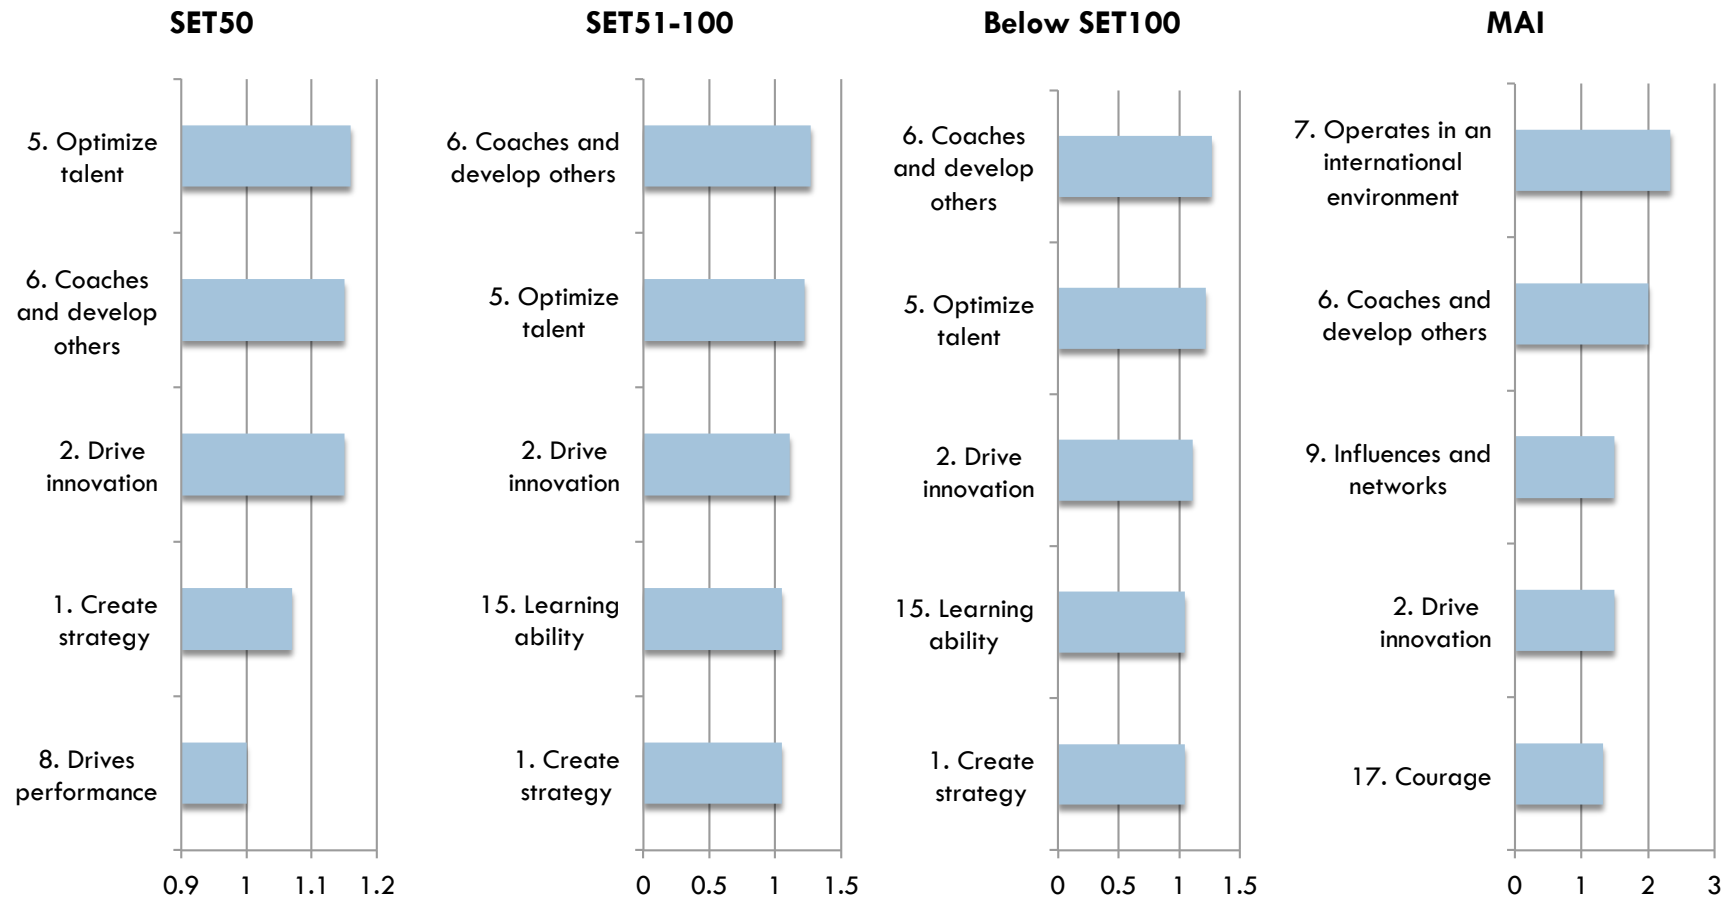 SET50
5. Optimize
talent
6. Coaches
and develop
others
2. Drive
innovation
1. Create
strategy
8. Drives
performance
0.9 1 1.1 1.2
SET51-100
6. Coaches and
develop others
5. Optimize
talent
2. Drive
innovation
15. Learning
ability
1. Create
strategy
0 0.5 1 1.5
Below SET100
6. Coaches
and develop
others
5. Optimize
talent
2. Drive
innovation
15. Learning
ability
1. Create
strategy
0 0.5 1 1.5
MAI
7. Operates in an
international
environment
6. Coaches and
develop others
9. Influences and
networks
2. Drive
innovation
17. Courage
0 1 2 3